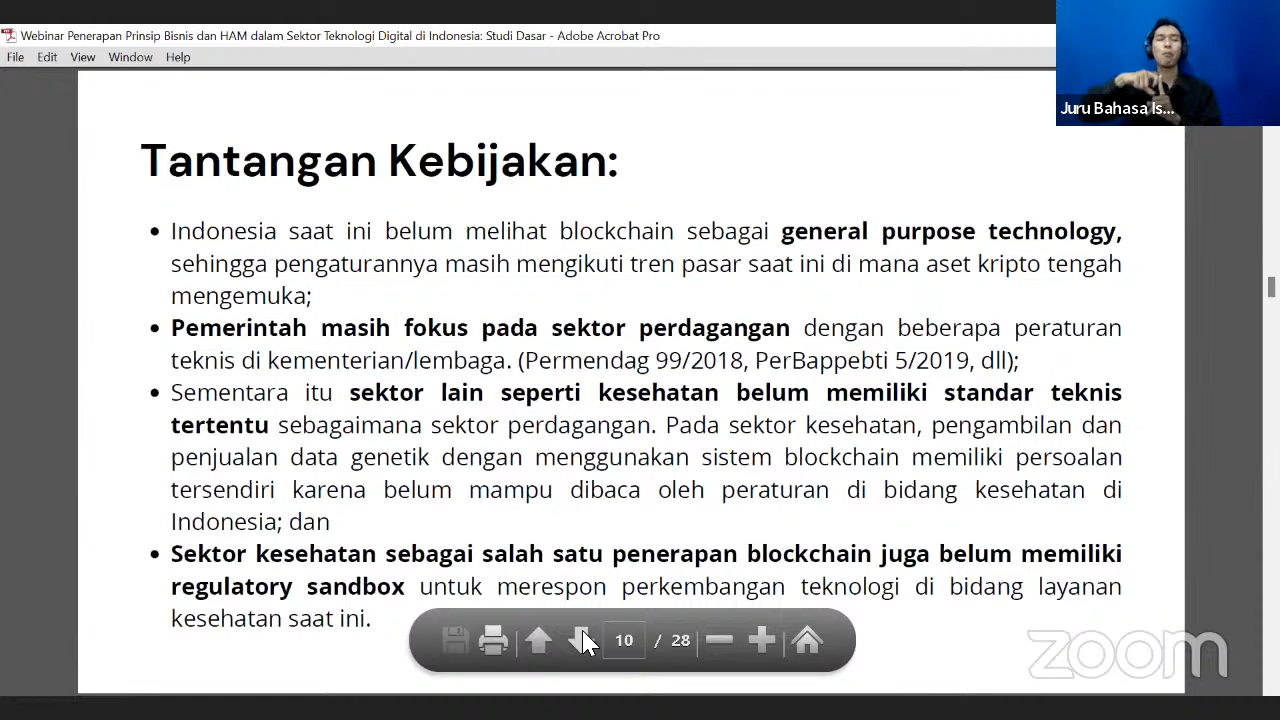 Webinar Penerapan Prinsip Bisnis dan HAM dalam Sektor Teknologi Digital di Indonesia: Studi Dasar - Adobe Acrobat Pro
File Edit View Window Help
Juru Bahasa Is...
Tantangan Kebijakan:
• Indonesia saat ini belum melihat blockchain sebagai general purpose technology,
sehingga pengaturannya masih mengikuti tren pasar saat ini di mana aset kripto tengah
mengemuka;
• Pemerintah masih fokus pada sektor perdagangan dengan beberapa peraturan
teknis di kementerian/lembaga. (Permendag 99/2018, PerBappebti 5/2019, dll);
• Sementara itu sektor lain seperti kesehatan belum memiliki standar teknis
tertentu sebagaimana sektor perdagangan. Pada sektor kesehatan, pengambilan dan
penjualan data genetik dengan menggunakan sistem blockchain memiliki persoalan
tersendiri karena belum mampu dibaca oleh peraturan di bidang kesehatan di
Indonesia; dan
• Sektor kesehatan sebagai salah satu penerapan blockchain juga belum memiliki
regulatory sandbox untuk merespon perkembangan teknologi di bidang layanan
kesehatan saat ini.
10 / 28
zoom